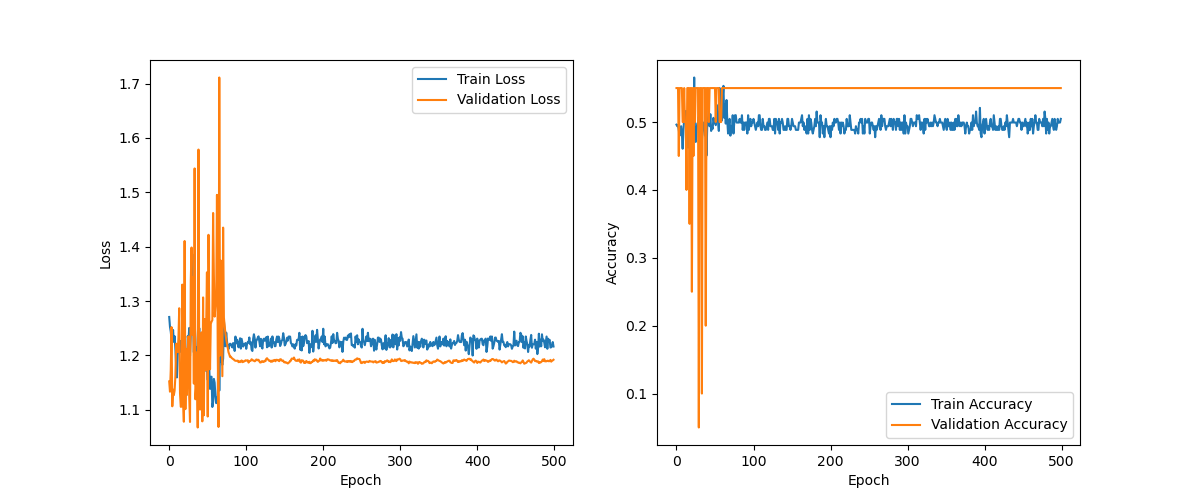 1.7
1.6
1.5
1.4
1.3
1.2
1.1
Loss
0 100 200 300 400 500
Epoch
Train Loss
Validation Loss
0.5
0.4
0.3
0.2
0.1
Accuracy
0 100 200 300 400 500
Epoch
Train Accuracy
Validation Accuracy